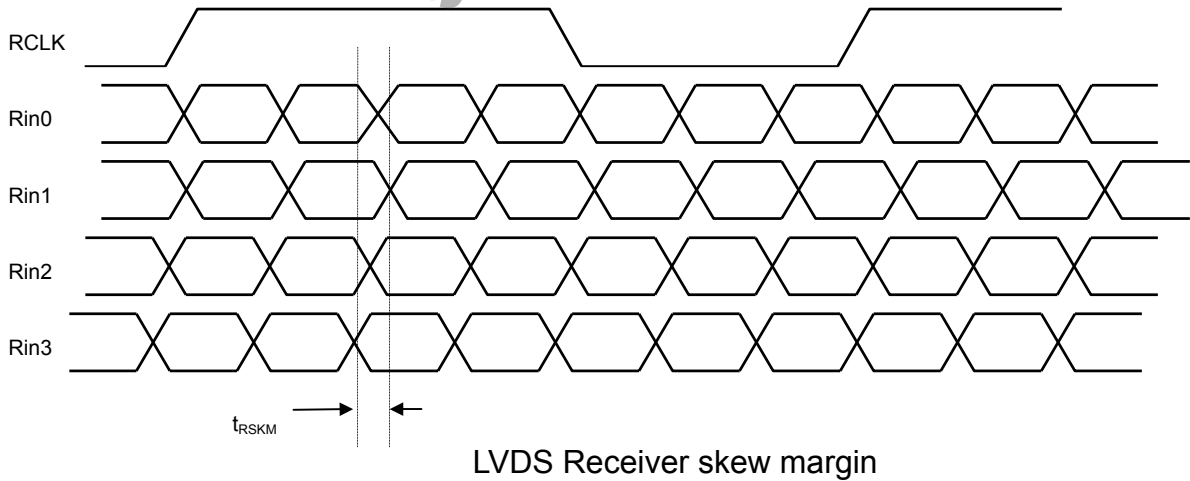 RCLK
Rin0
Rin1
Rin2
Rin3
tRSKM
LVDS Receiver skew margin